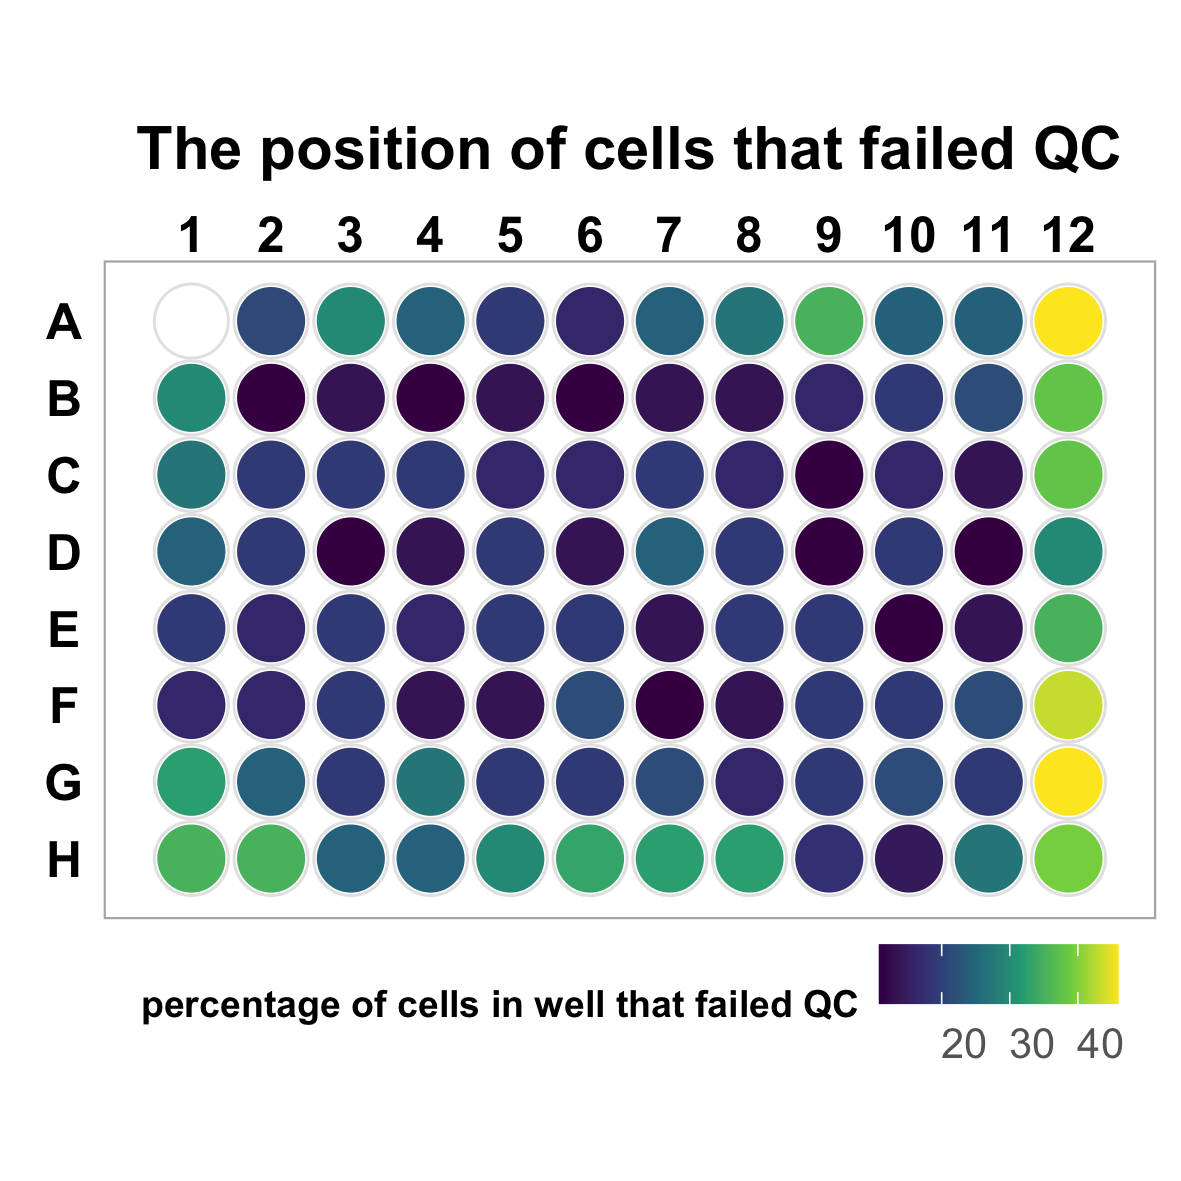 The position of cells that failed QC
1 2 3 4 5 6 7 8 9 10 11 12
A
B
C
D
E
F
G
H
percentage of cells in well that failed QC
20 30 40